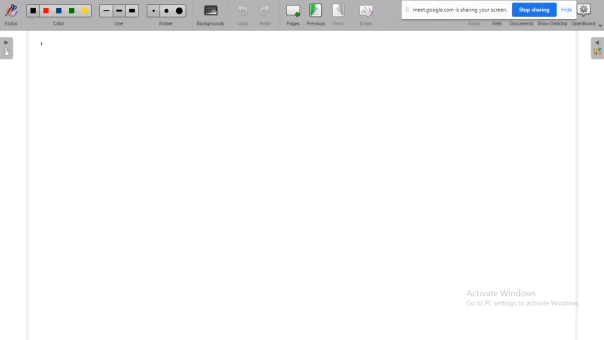 meet.google.com is sharing your screen.
Stop sharing
Hide
Stylus
Color
Line
Eraser
Backgrounds
Undo
Redo
Pages
Previous
Next
Erase
Board
Web
Documents
Show Desktop
OpenBoard
Activate Windows
Go to PC settings to activate Windows.